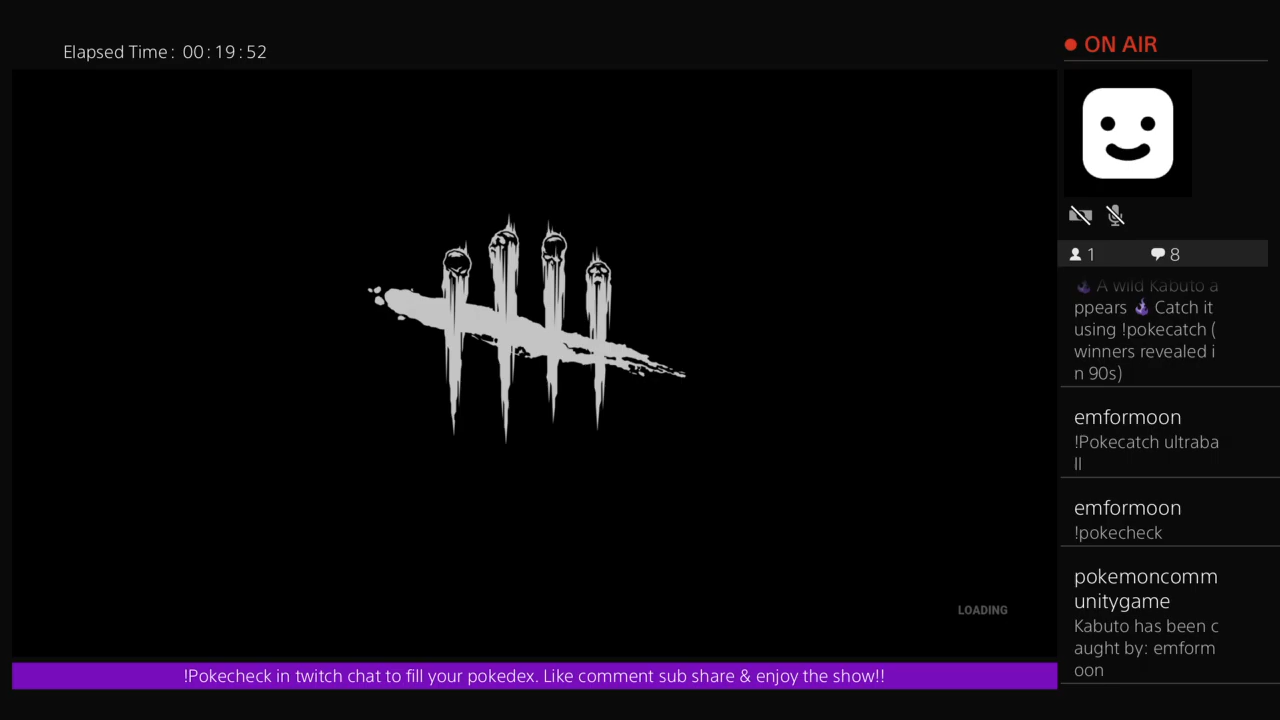 Elapsed Time: 00:19:52
ON AIR
1
8
A wild Kabuto a
ppears Catch it
using !pokecatch (
winners revealed i
n 90s)
emformoon
!Pokecatch ultraba
ll
emformoon
!pokecheck
pokemoncomm
unitygame
Kabuto has been c
aught by: emform
oon
LOADING
!Pokecheck in twitch chat to fill your pokedex. Like comment sub share & enjoy the show!!